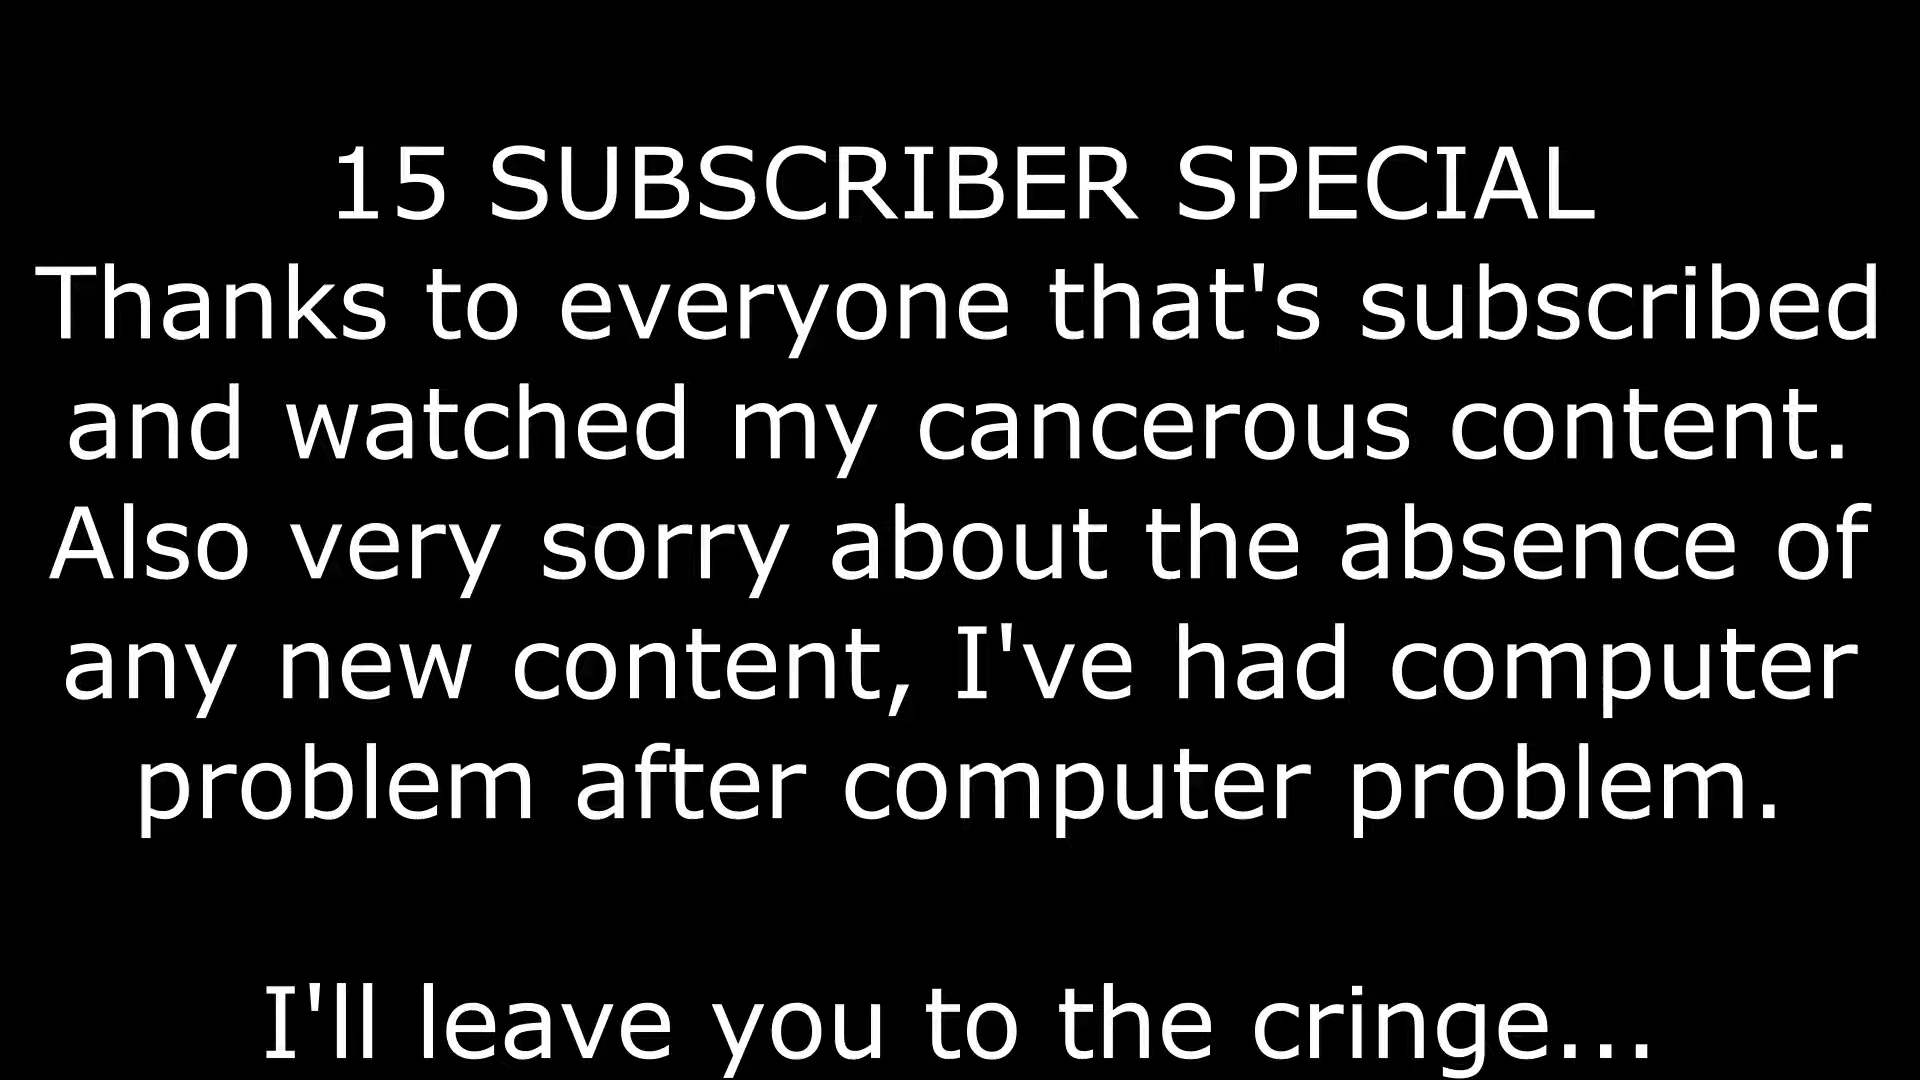 15 SUBSCRIBER SPECIAL
Thanks to everyone that's subscribed
and watched my cancerous content.
Also very sorry about the absence of
any new content, I've had computer
problem after computer problem.
I'll leave you to the cringe...